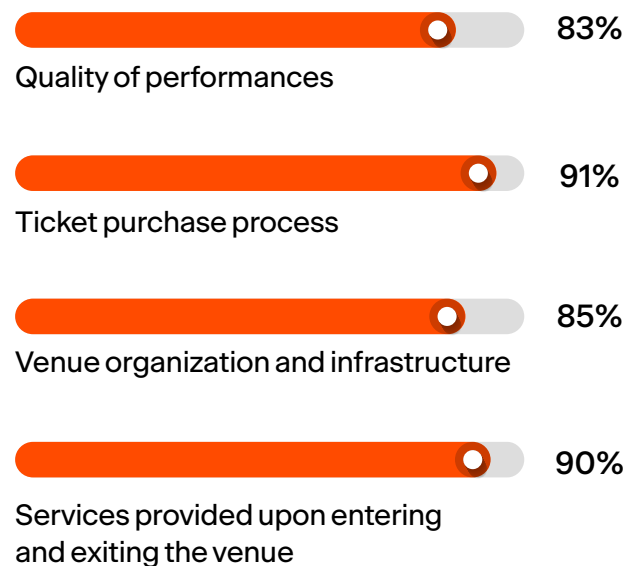 83%
Quality of performances
91%
Ticket purchase process
85%
Venue organization and infrastructure
90%
Services provided upon entering
and exiting the venue